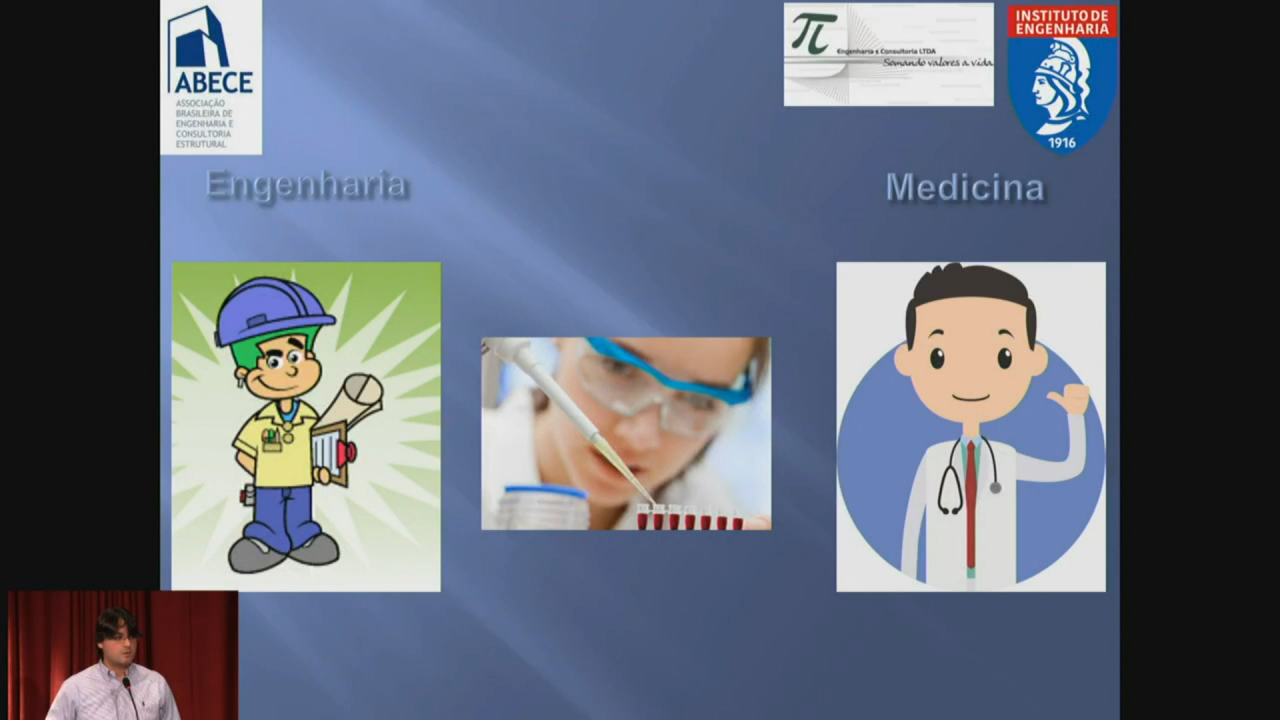 ABECE
ASSOCIAÇÃO
BRASILEIRA DE
ENGENHARIA E
CONSULTORIA
ESTRUTURAL
π
Engenharia e Consultoria LTDA
Somando valores a vida
INSTITUTO DE
ENGENHARIA
1916
Engenharia
Medicina